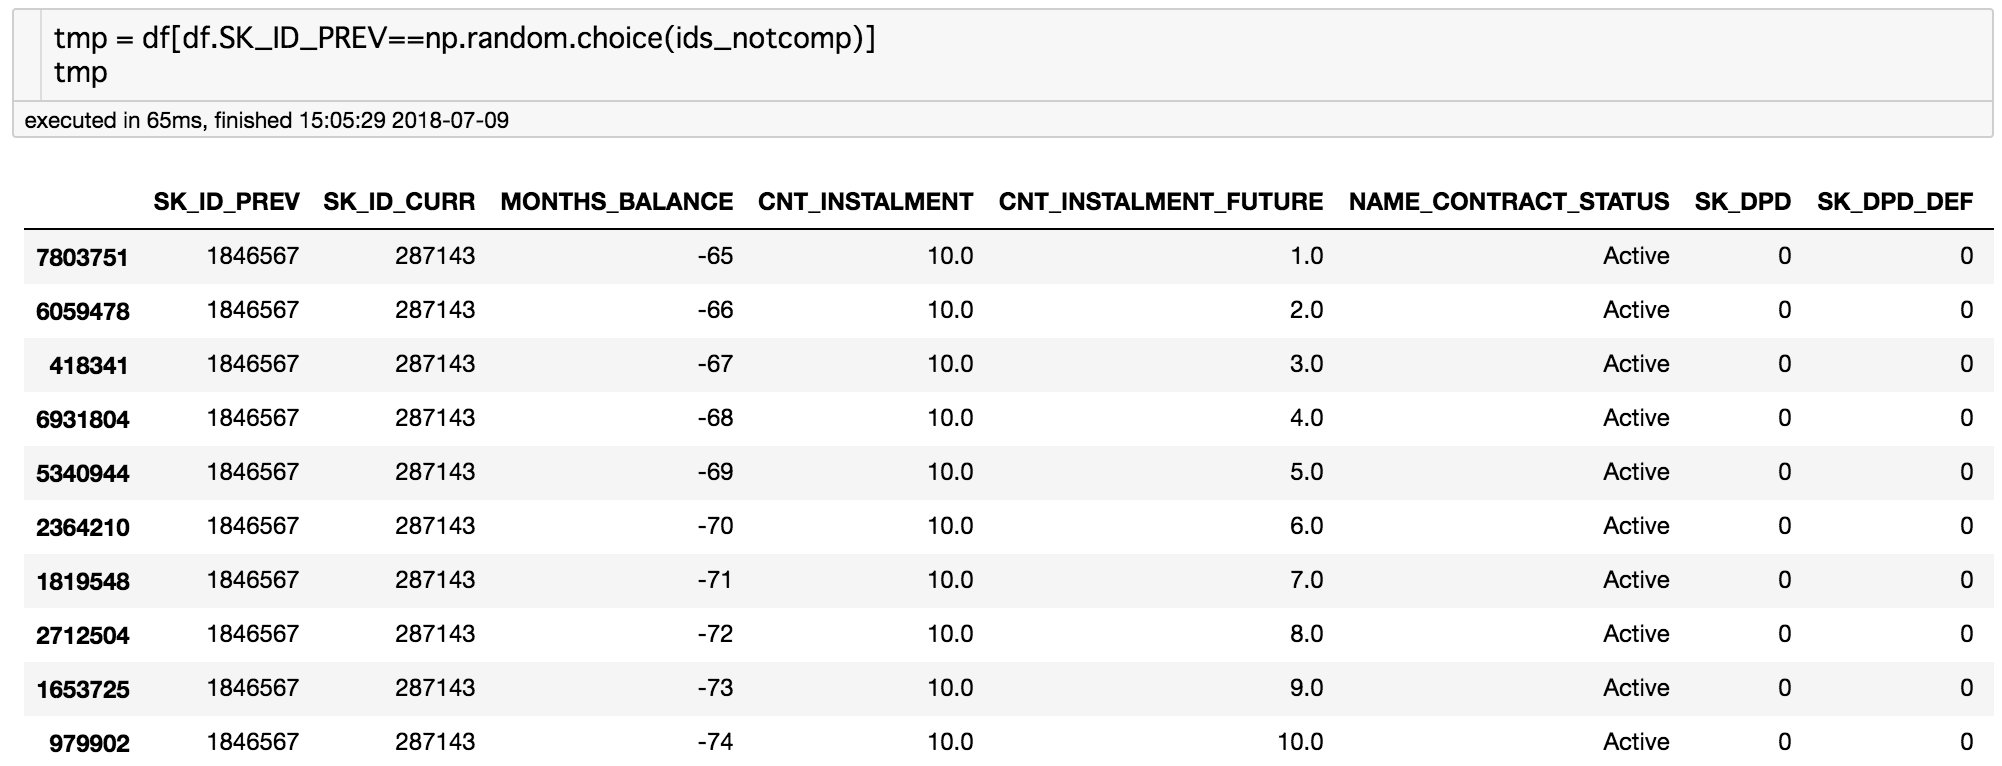 tmp = df[df.SK_ID_PREV==np.random.choice(ids_notcomp)]
tmp
executed in 65ms, finished 15:05:29 2018-07-09
SK_ID_PREV SK_ID_CURR MONTHS_BALANCE CNT_INSTALMENT CNT_INSTALMENT_FUTURE NAME_CONTRACT_STATUS SK_DPD SK_DPD_DEF
7803751 1846567 287143 -65 10.0 1.0 Active 0 0
6059478 1846567 287143 -66 10.0 2.0 Active 0 0
418341 1846567 287143 -67 10.0 3.0 Active 0 0
6931804 1846567 287143 -68 10.0 4.0 Active 0 0
5340944 1846567 287143 -69 10.0 5.0 Active 0 0
2364210 1846567 287143 -70 10.0 6.0 Active 0 0
1819548 1846567 287143 -71 10.0 7.0 Active 0 0
2712504 1846567 287143 -72 10.0 8.0 Active 0 0
1653725 1846567 287143 -73 10.0 9.0 Active 0 0
979902 1846567 287143 -74 10.0 10.0 Active 0 0